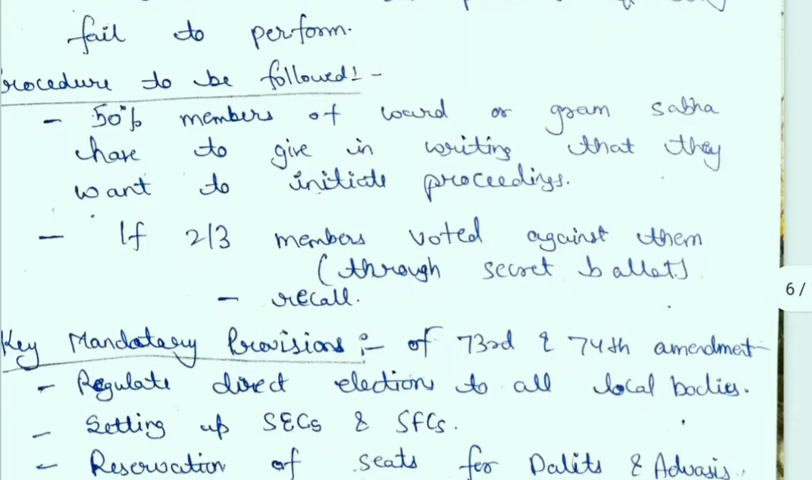 fail to perform.
Procedure to be followed! -
- 50% members of ward or gram sabha
have to give in writing that they
want to initiate proceedings.
- If 2/3 members voted against them
(through secret ballot)
- recall.
Key Mandatory Provisions :- of 73rd & 74th amendment
- Regulate direct election to all local bodies.
- Setting up SECs & SFCs.
- Reservation of seats for Dalits & Advasis.
6/